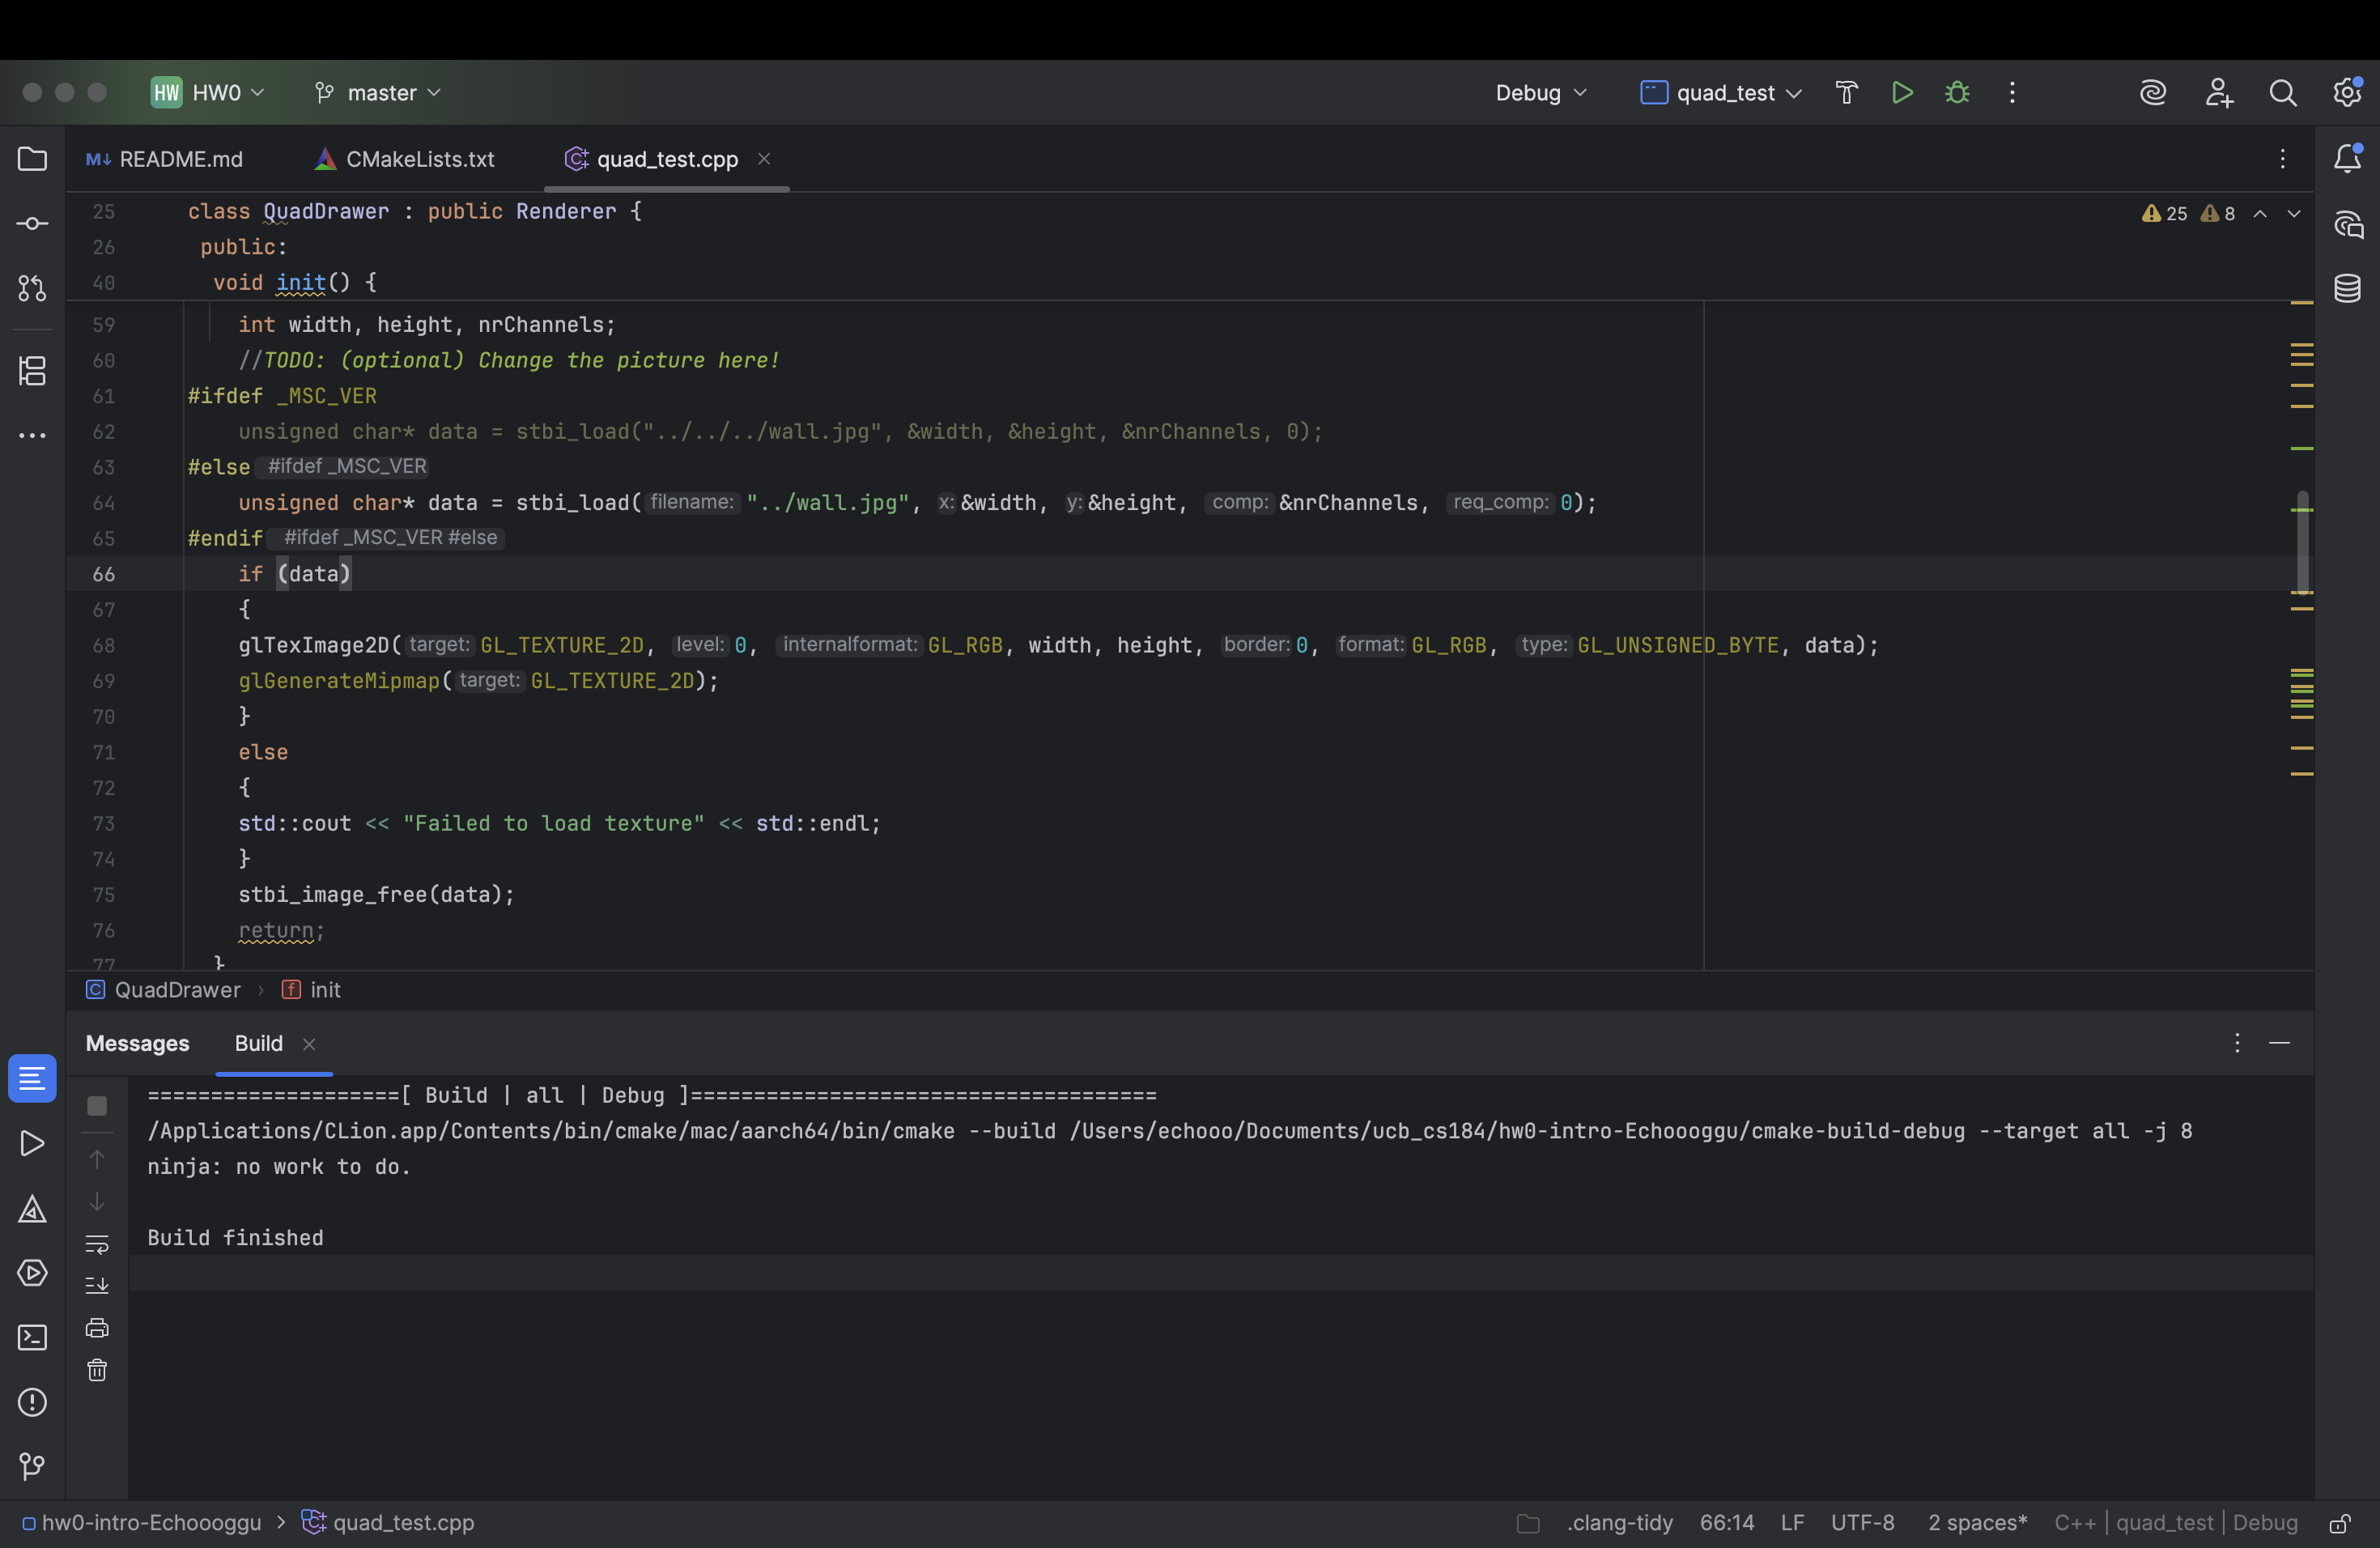 HW HW0 master Debug quad_test
README.md CMakeLists.txt quad_test.cpp
25 class QuadDrawer : public Renderer {
25 8
26 public:
40 void init() {
59 int width, height, nrChannels;
60 //TODO: (optional) Change the picture here!
61 #ifdef _MSC_VER
62 unsigned char* data = stbi_load("../../../wall.jpg", &width, &height, &nrChannels, 0);
63 #else #ifdef _MSC_VER
64 unsigned char* data = stbi_load( filename: "../wall.jpg", x: &width, y: &height, comp: &nrChannels, req_comp: 0);
65 #endif #ifdef _MSC_VER #else
66 if (data)
67 {
68 glTexImage2D( target: GL_TEXTURE_2D, level: 0, internalformat: GL_RGB, width, height, border: 0, format: GL_RGB, type: GL_UNSIGNED_BYTE, data);
69 glGenerateMipmap( target: GL_TEXTURE_2D);
70 }
71 else
72 {
73 std::cout << "Failed to load texture" << std::endl;
74 }
75 stbi_image_free(data);
76 return;
77 }
QuadDrawer › init
Messages Build
====================[ Build | all | Debug ]=====================================
/Applications/CLion.app/Contents/bin/cmake/mac/aarch64/bin/cmake --build /Users/echooo/Documents/ucb_cs184/hw0-intro-Echoooggu/cmake-build-debug --target all -j 8
ninja: no work to do.
Build finished
hw0-intro-Echoooggu > quad_test.cpp .clang-tidy 66:14 LF UTF-8 2 spaces* C++ | quad_test | Debug